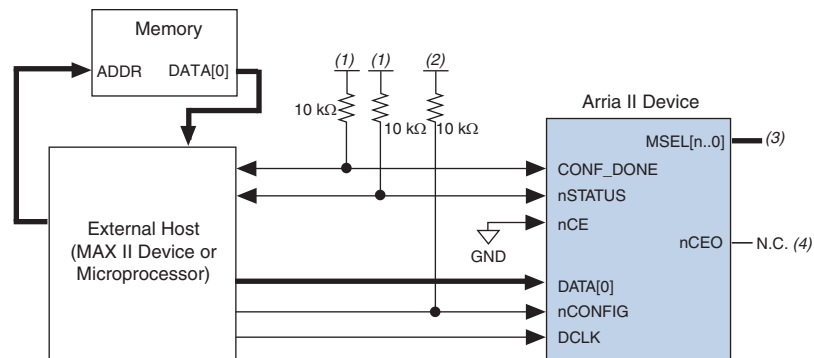 Memory
ADDR
DATA[0]
(1)
(1)
(2)
10 kΩ
10 kΩ
10 kΩ
Arria II Device
MSEL[n..0]
(3)
CONF_DONE
nSTATUS
nCE
GND
nCEO
N.C. (4)
External Host
(MAX II Device or
Microprocessor)
DATA[0]
nCONFIG
DCLK